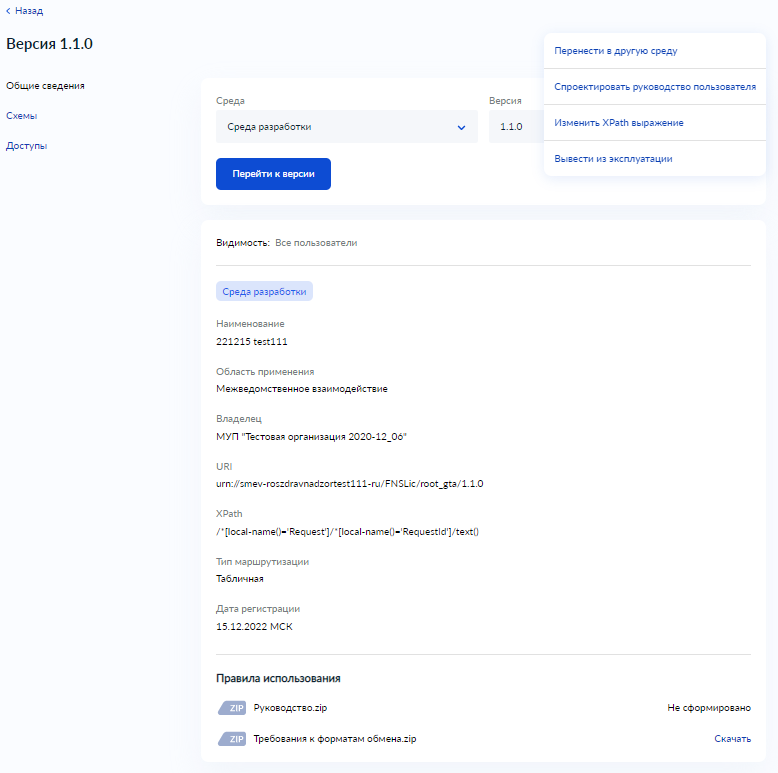 Назад
Версия 1.1.0
Общие сведения
Схемы
Доступы
Среда
Среда разработки
Версия
1.1.0
Перейти к версии
Перенести в другую среду
Спроектировать руководство пользователя
Изменить XPath выражение
Вывести из эксплуатации
Видимость: Все пользователи
Среда разработки
Наименование
221215 test111
Область применения
Межведомственное взаимодействие
Владелец
МУП "Тестовая организация 2020-12_06"
URI
urn://smev-roszdravnadzortest111-ru/FNSLic/root_gta/1.1.0
XPath
/*[local-name()='Request']/*[local-name()='RequestId']/text()
Тип маршрутизации
Табличная
Дата регистрации
15.12.2022 МСК
Правила использования
ZIP Руководство.zip Не сформировано
ZIP Требования к форматам обмена.zip Скачать